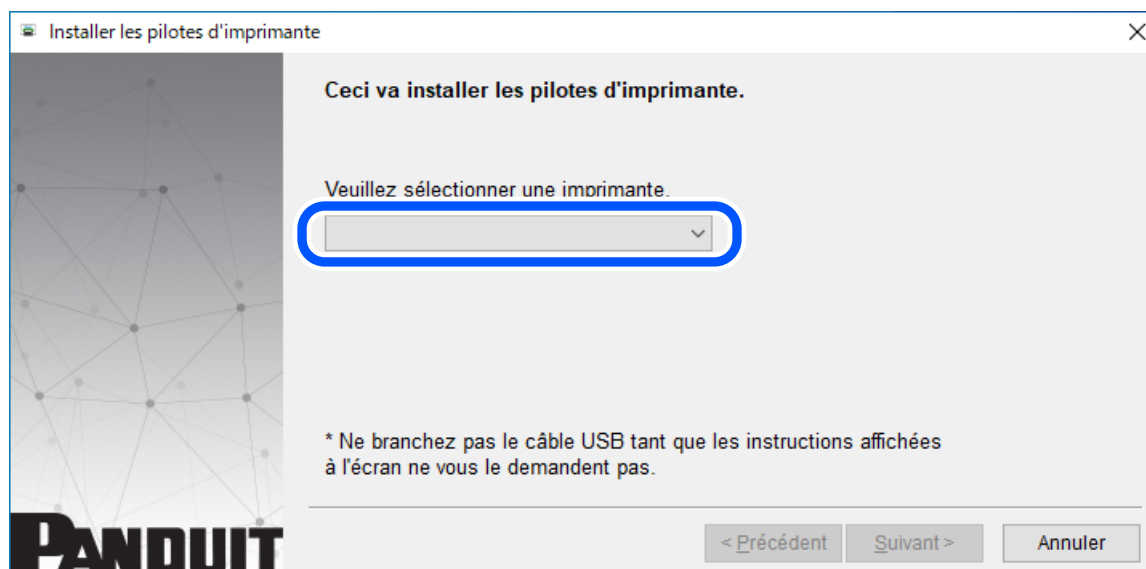 Installer les pilotes d'imprimante
Ceci va installer les pilotes d'imprimante.
Veuillez sélectionner une imprimante.
* Ne branchez pas le câble USB tant que les instructions affichées
à l'écran ne vous le demandent pas.
PANDUIT
< Précédent
Suivant >
Annuler